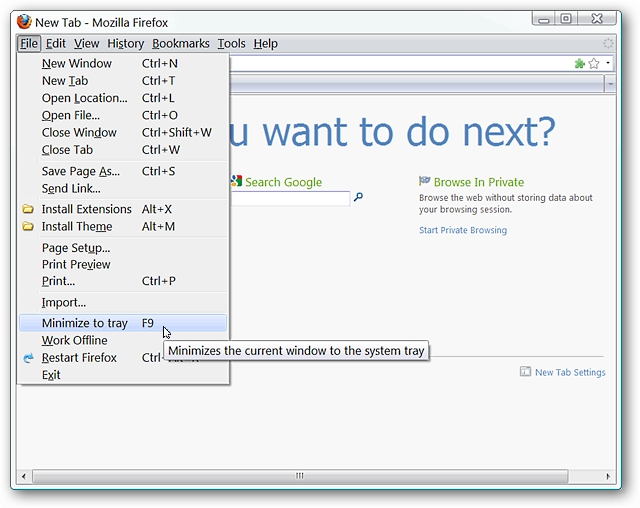 New Tab - Mozilla Firefox
File Edit View History Bookmarks Tools Help
New Window Ctrl+N
New Tab Ctrl+T
Open Location... Ctrl+L
Open File... Ctrl+O
Close Window Ctrl+Shift+W
Close Tab Ctrl+W
Save Page As... Ctrl+S
Send Link...
Install Extensions Alt+X
Install Theme Alt+M
Page Setup...
Print Preview
Print... Ctrl+P
Import...
Minimize to tray F9
Work Offline
Restart Firefox
Exit
Minimizes the current window to the system tray
u want to do next?
Search Google
Browse In Private
Browse the web without storing data about
your browsing session.
Start Private Browsing
New Tab Settings